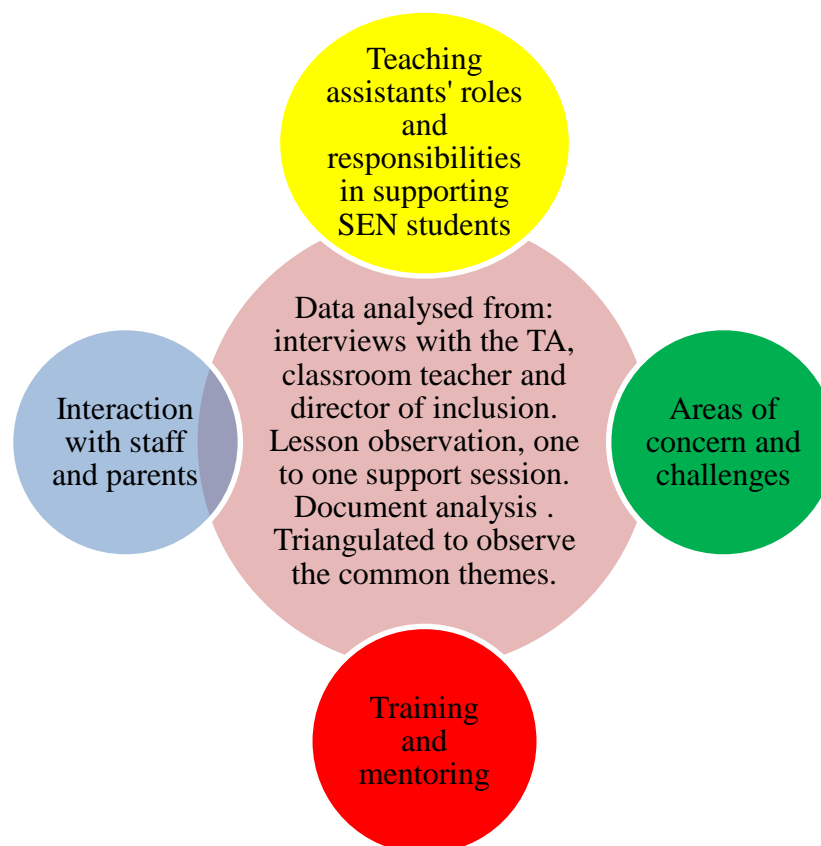 Teaching
assistants' roles
and
responsibilities
in supporting
SEN students
Data analysed from:
interviews with the TA,
classroom teacher and
director of inclusion.
Lesson observation, one
to one support session.
Document analysis .
Triangulated to observe
the common themes.
Interaction
with staff
and parents
Areas of
concern and
challenges
Training
and
mentoring